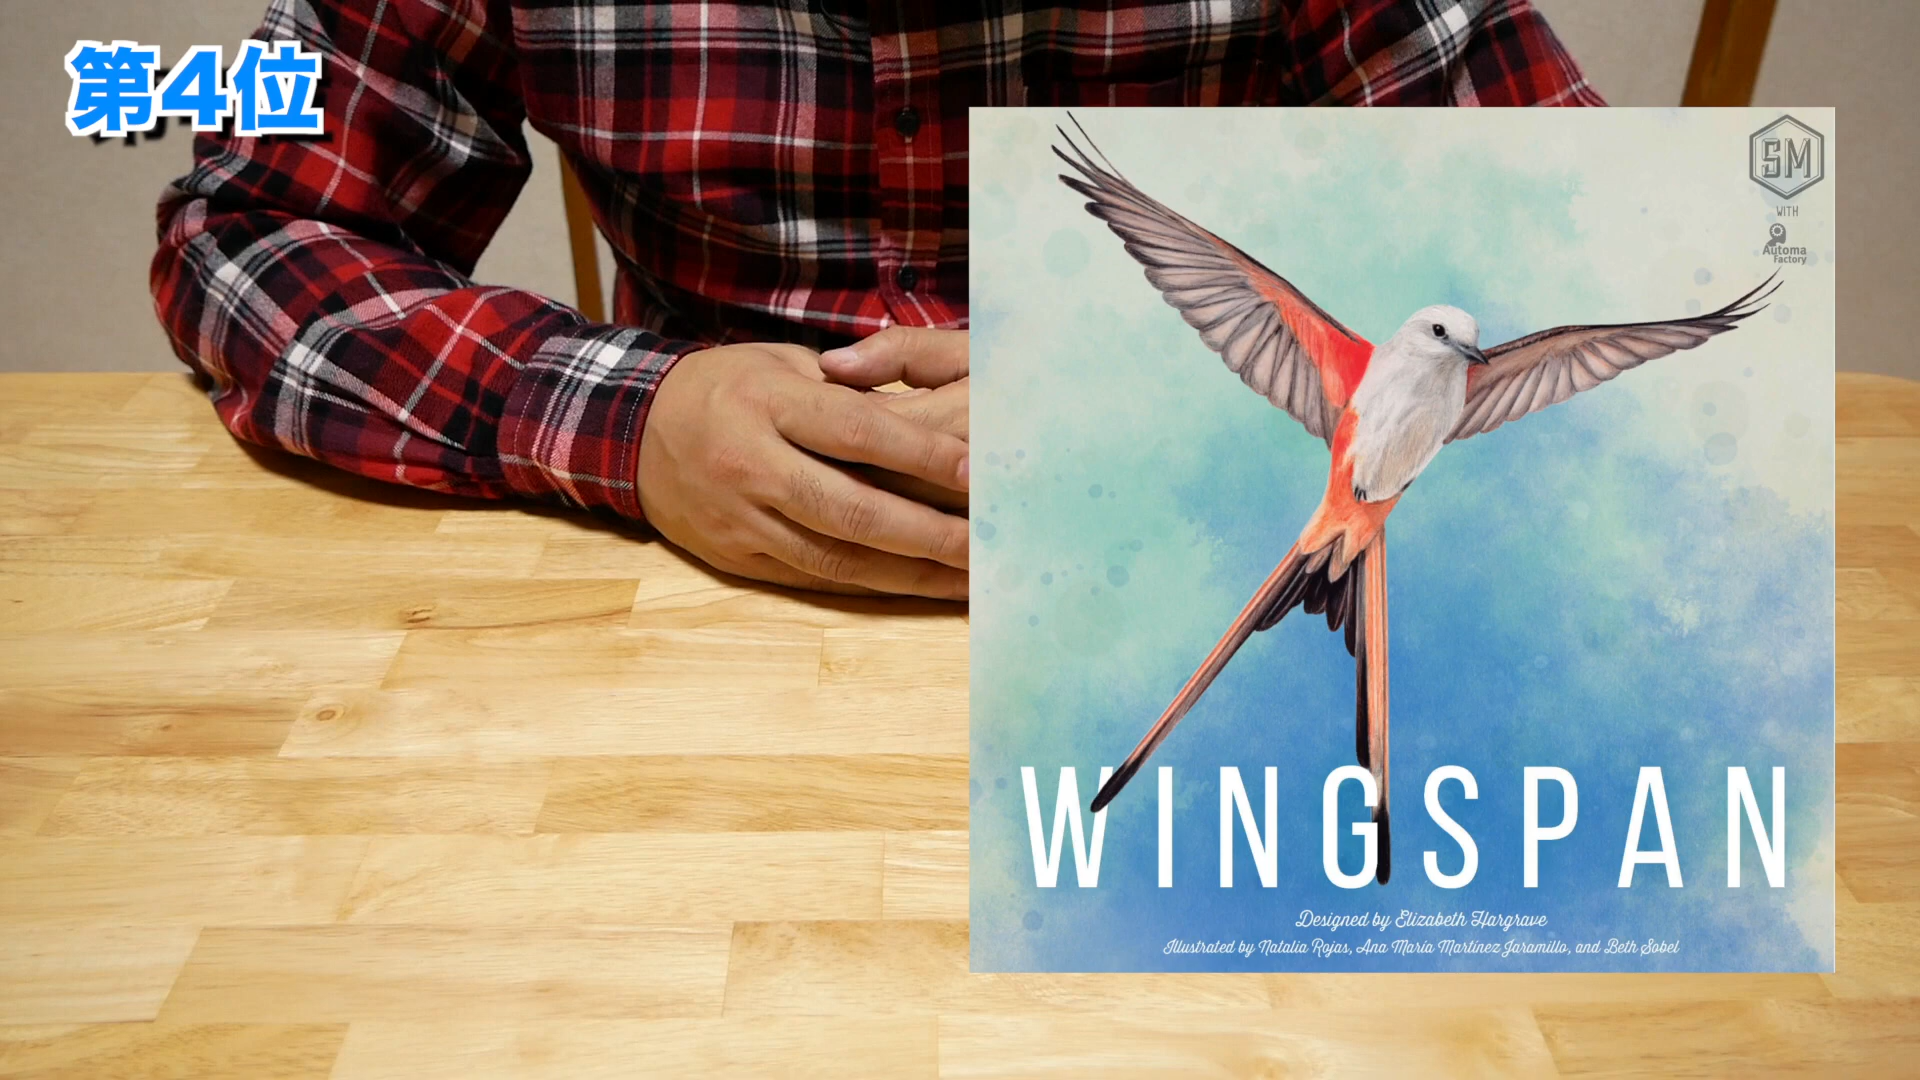 第4位
SM
WITH
Automa
Factory
WINGSPAN
Designed by Elizabeth Hargrave
Illustrated by Natalia Rojas, Ana Maria Martinez Jaramillo, and Beth Sobel